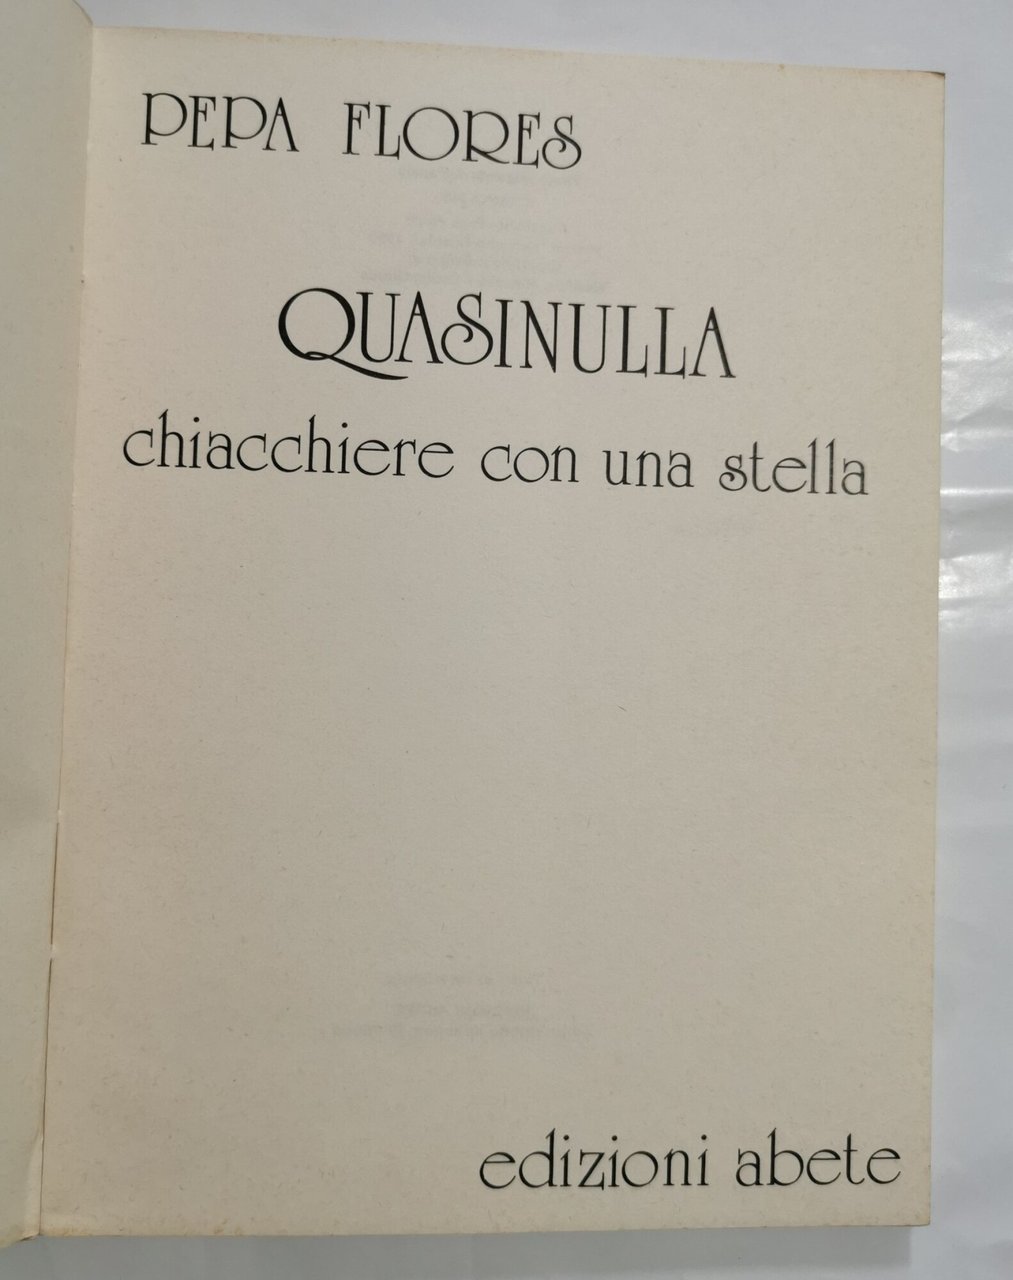 PEPA FLORES
QUASINULLA
chiacchiere con una stella
edizioni abete